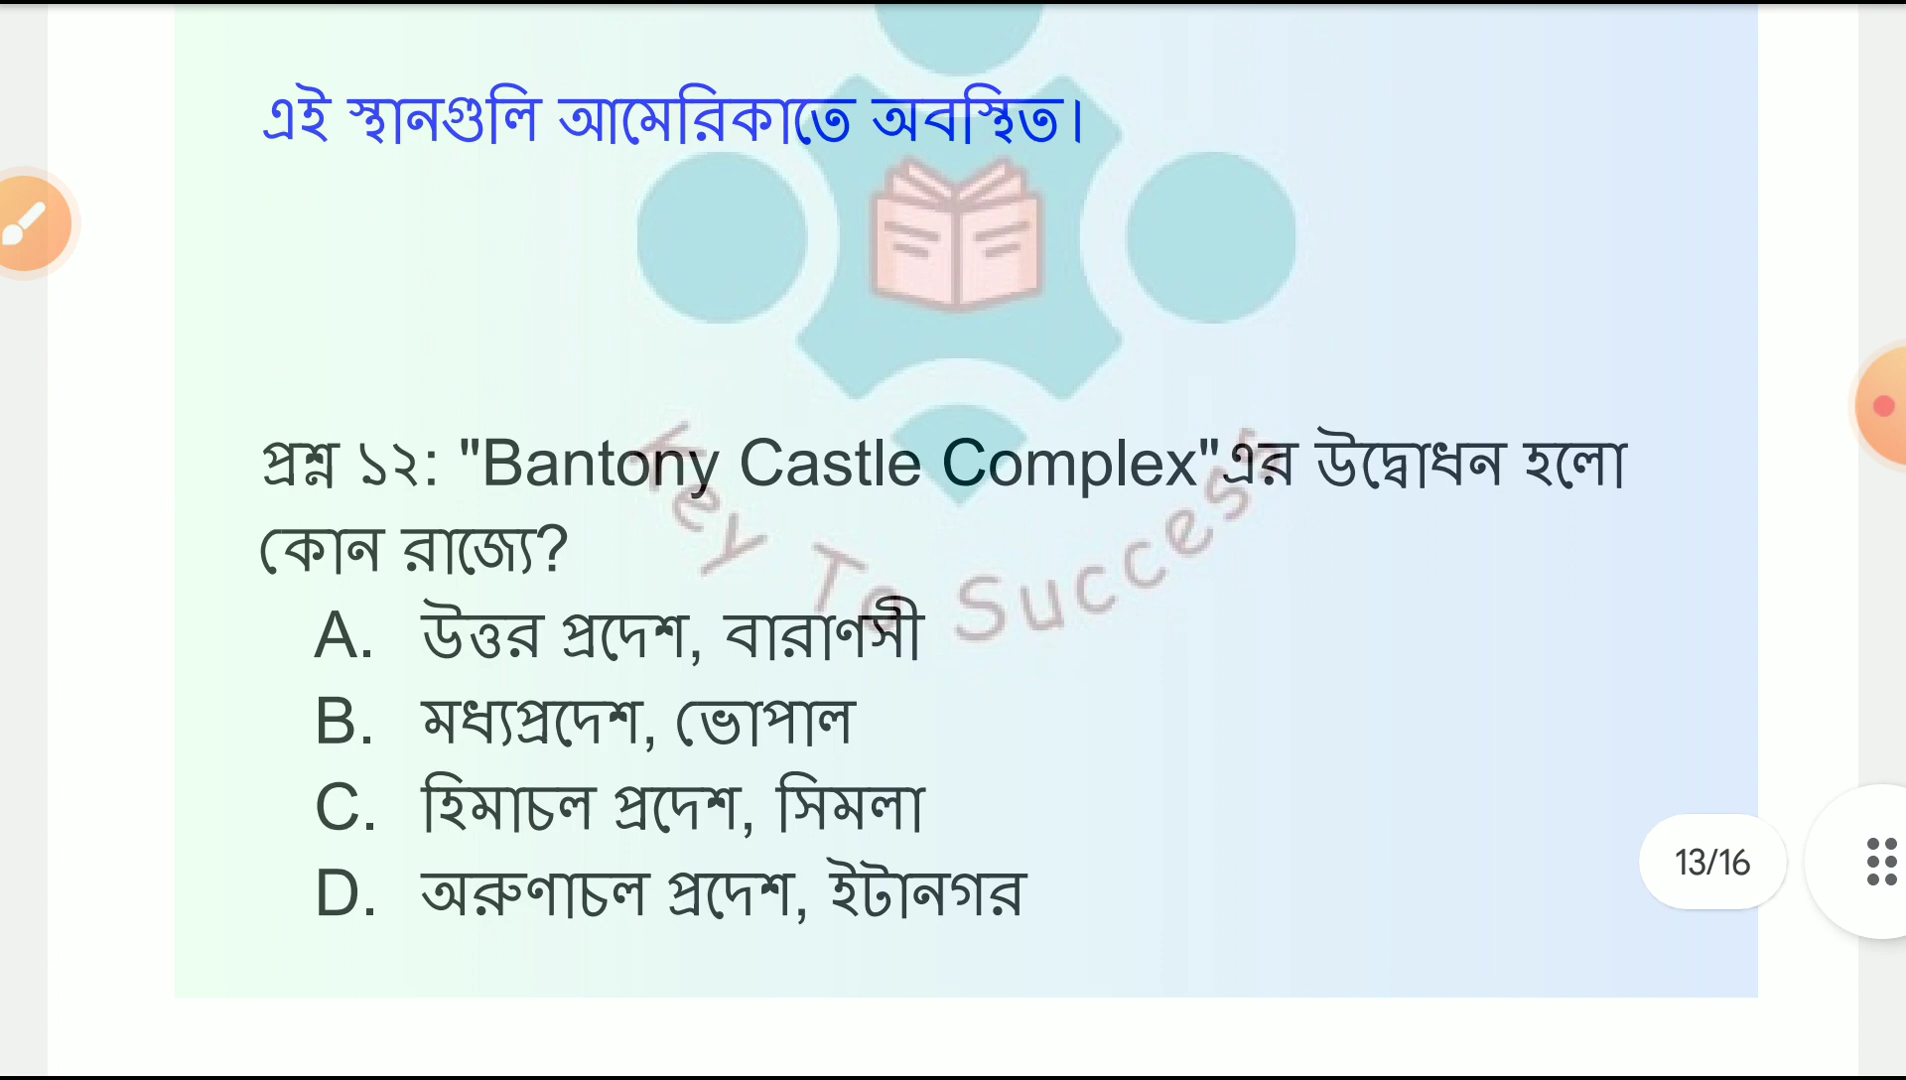 এই স্থানগুলি আমেরিকাতে অবস্থিত।
প্রশ্ন ১২: "Bantony Castle Complex"এর উদ্বোধন হলো
কোন রাজ্যে?
Key To Success
A. উত্তর প্রদেশ, বারাণসী
B. মধ্যপ্রদেশ, ভোপাল
C. হিমাচল প্রদেশ, সিমলা
D. অরুণাচল প্রদেশ, ইটানগর
13/16